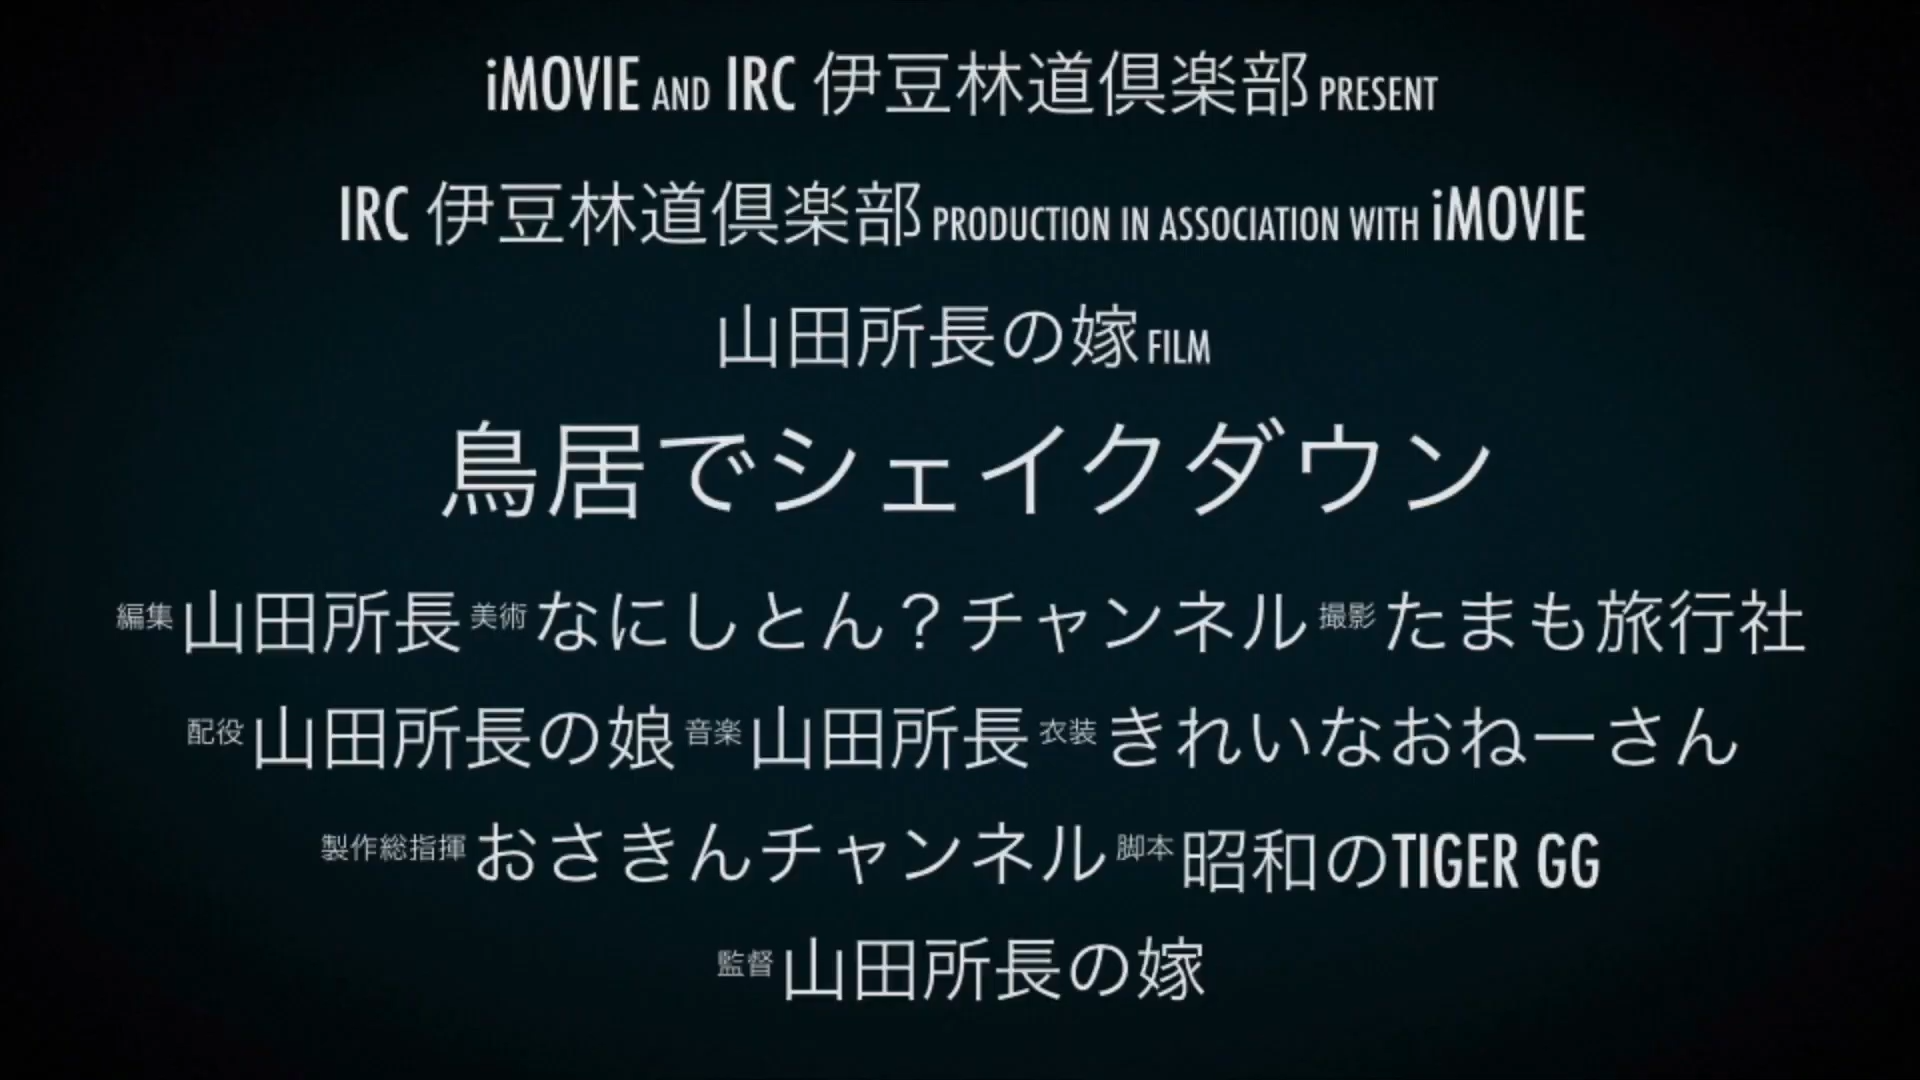 iMOVIE AND IRC 伊豆林道倶楽部 PRESENT
IRC 伊豆林道倶楽部 PRODUCTION IN ASSOCIATION WITH iMOVIE
山田所長の嫁 FILM
鳥居でシェイクダウン
編集 山田所長 美術 なにしとん？チャンネル 撮影 たまも旅行社
配役 山田所長の娘 音楽 山田所長 衣装 きれいなおねーさん
製作総指揮 おさきんチャンネル 脚本 昭和のTIGER GG
監督 山田所長の嫁